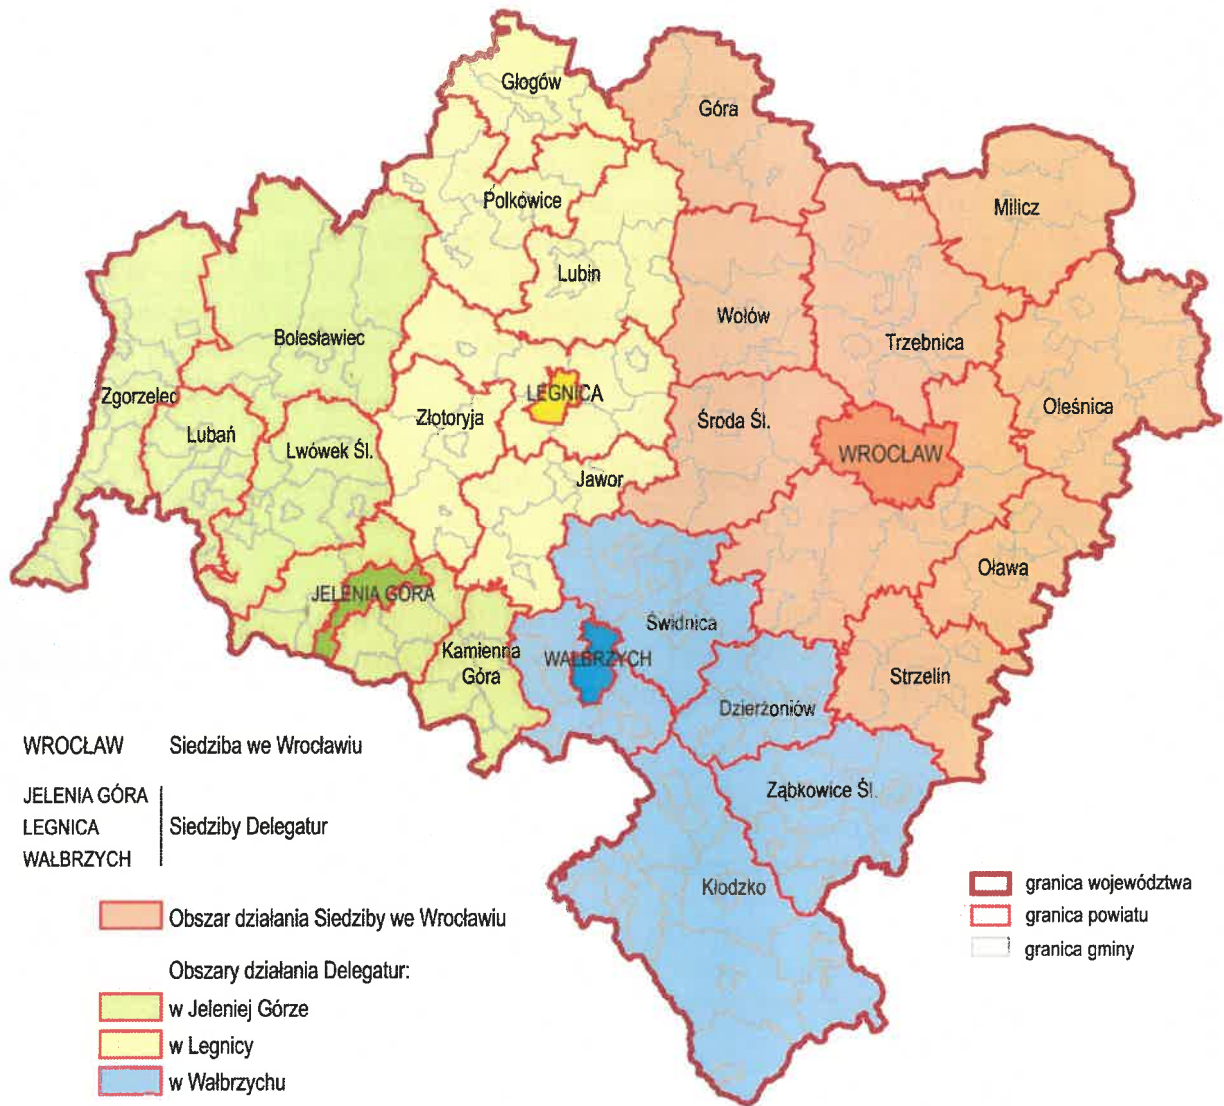 Głogów
Góra
Milicz
Polkowice
Lubin
Wołów
Trzebnica
Bolesławiec
Zgorzelec
LEGNICA
Oleśnica
Lubań
Lwówek Śl.
Złotoryja
Środa Śl.
WROCŁAW
Jawor
Oława
JELENIA GÓRA
Świdnica
Kamienna
Góra
WAŁBRZYCH
Strzelin
Dzierżoniów
Ząbkowice Śl.
Kłodzko
WROCŁAW Siedziba we Wrocławiu
JELENIA GÓRA
LEGNICA Siedziby Delegatur
WAŁBRZYCH
Obszar działania Siedziby we Wrocławiu
Obszary działania Delegatur:
w Jeleniej Górze
w Legnicy
w Wałbrzychu
granica województwa
granica powiatu
granica gminy